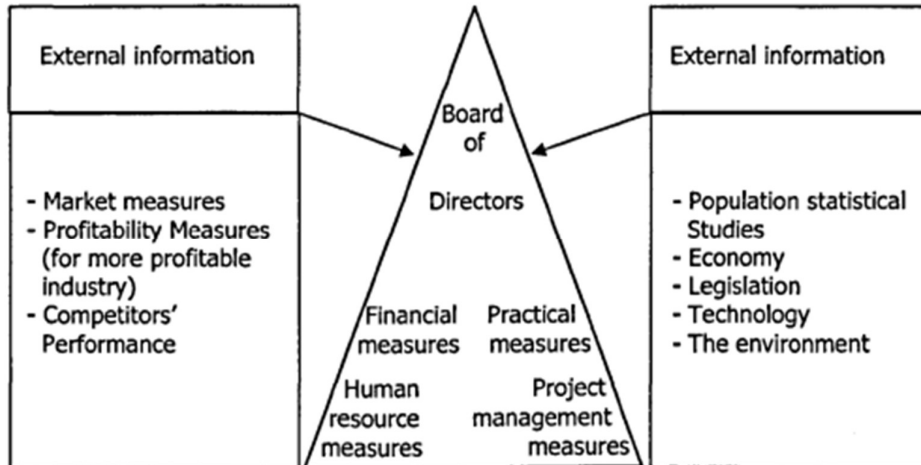 External information
- Market measures
- Profitability Measures
(for more profitable
industry)
- Competitors'
Performance
Board
of
Directors
Financial measures
Practical measures
Human
resource
measures
Project
management
measures
External information
- Population statistical
Studies
- Economy
- Legislation
- Technology
- The environment